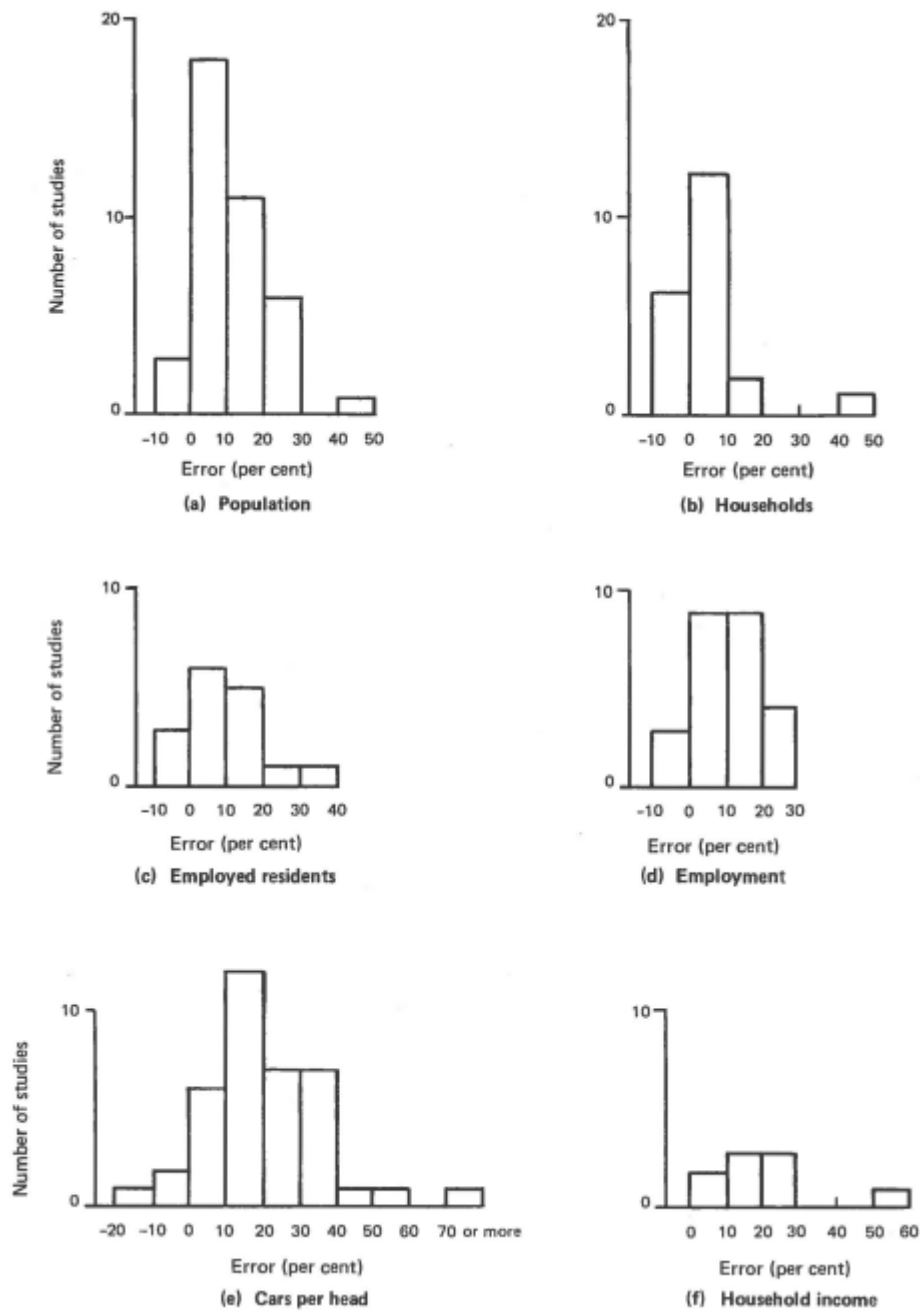 20
10
0
Number of studies
-10 0 10 20 30 40 50
Error (per cent)
(a) Population
20
10
0
-10 0 10 20 30 40 50
Error (per cent)
(b) Households
10
0
Number of studies
-10 0 10 20 30 40
Error (per cent)
(c) Employed residents
10
0
-10 0 10 20 30
Error (per cent)
(d) Employment
10
0
Number of studies
-20 -10 0 10 20 30 40 50 60 70 or more
Error (per cent)
(e) Cars per head
10
0
0 10 20 30 40 50 60
Error (per cent)
(f) Household income